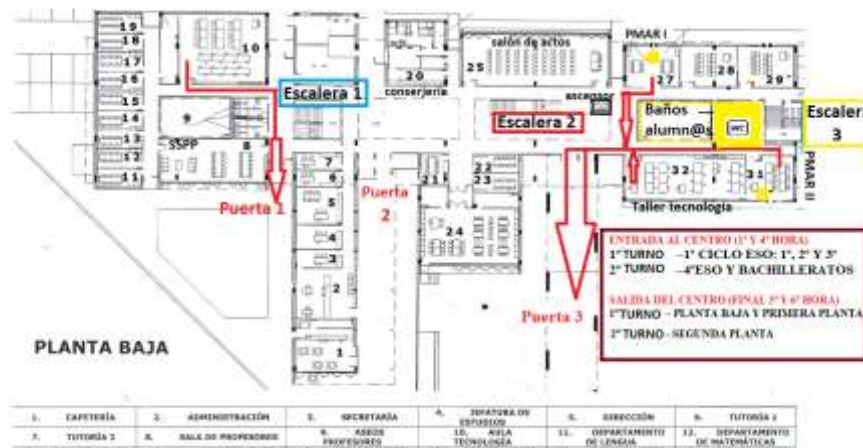 PMAR I
salón de actos
19
18
17
16
15
14
13
12
11
10
9
8
SSPP
Escalera 1
20
conserjería
25
ascensor
27
28
29
Escalera 2
Baños
alumn@s
WC
Escalera
3
PMAR II
Puerta 1
7
6
5
4
3
2
1
Puerta
2
21
22
23
24
32
31
Taller tecnología
Puerta 3
ENTRADA AL CENTRO (1ª Y 4ª HORA)
1º TURNO – 1º CICLO ESO: 1º, 2º Y 3º
2º TURNO – 4º ESO Y BACHILLERATOS
SALIDA DEL CENTRO (FINAL 3ª Y 6ª HORA)
1º TURNO - PLANTA BAJA Y PRIMERA PLANTA
2º TURNO - SEGUNDA PLANTA
PLANTA BAJA
1. CAFETERÍA 2. ADMINISTRACIÓN 3. SECRETARÍA 4. JEFATURA DE ESTUDIOS 5. DIRECCIÓN 6. TUTORÍA 1
7. TUTORÍA 2 8. SALA DE PROFESORES 9. ASEOS PROFESORES 10. AULA TECNOLOGÍA 11. DEPARTAMENTO DE LENGUA 12. DEPARTAMENTO DE MATEMÁTICAS